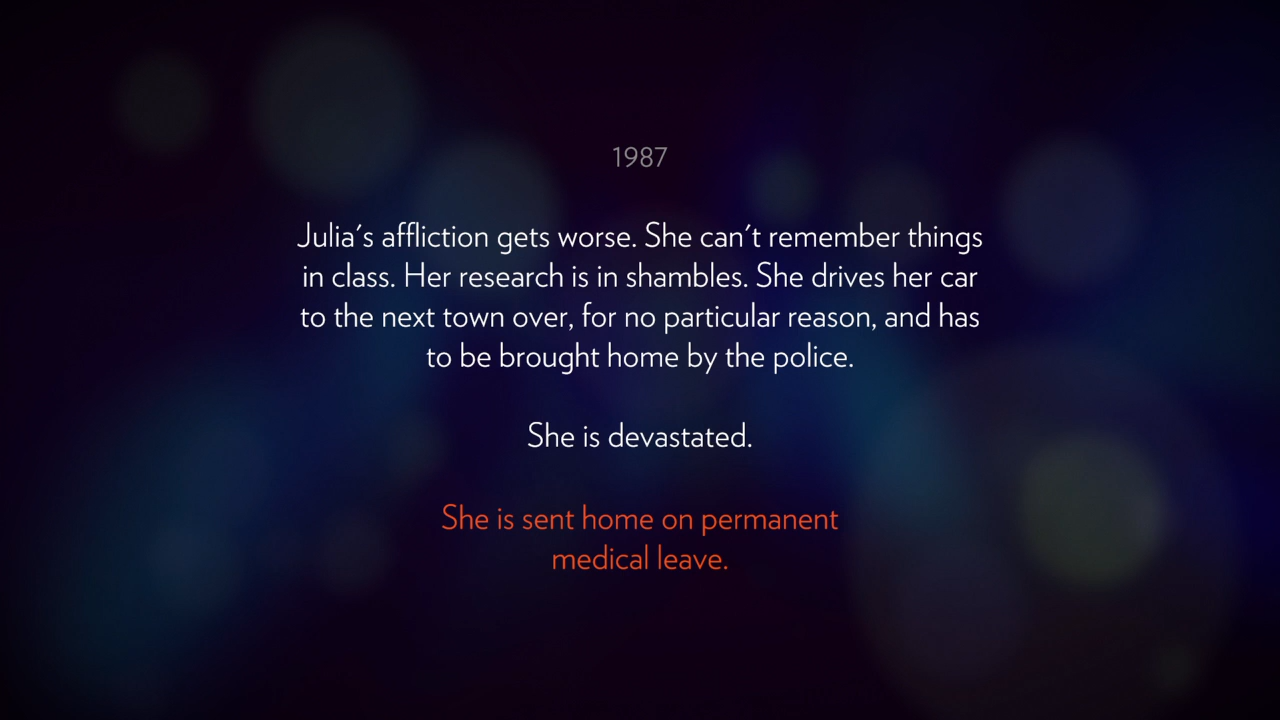 1987
Julia's affliction gets worse. She can't remember things
in class. Her research is in shambles. She drives her car
to the next town over, for no particular reason, and has
to be brought home by the police.
She is devastated.
She is sent home on permanent
medical leave.